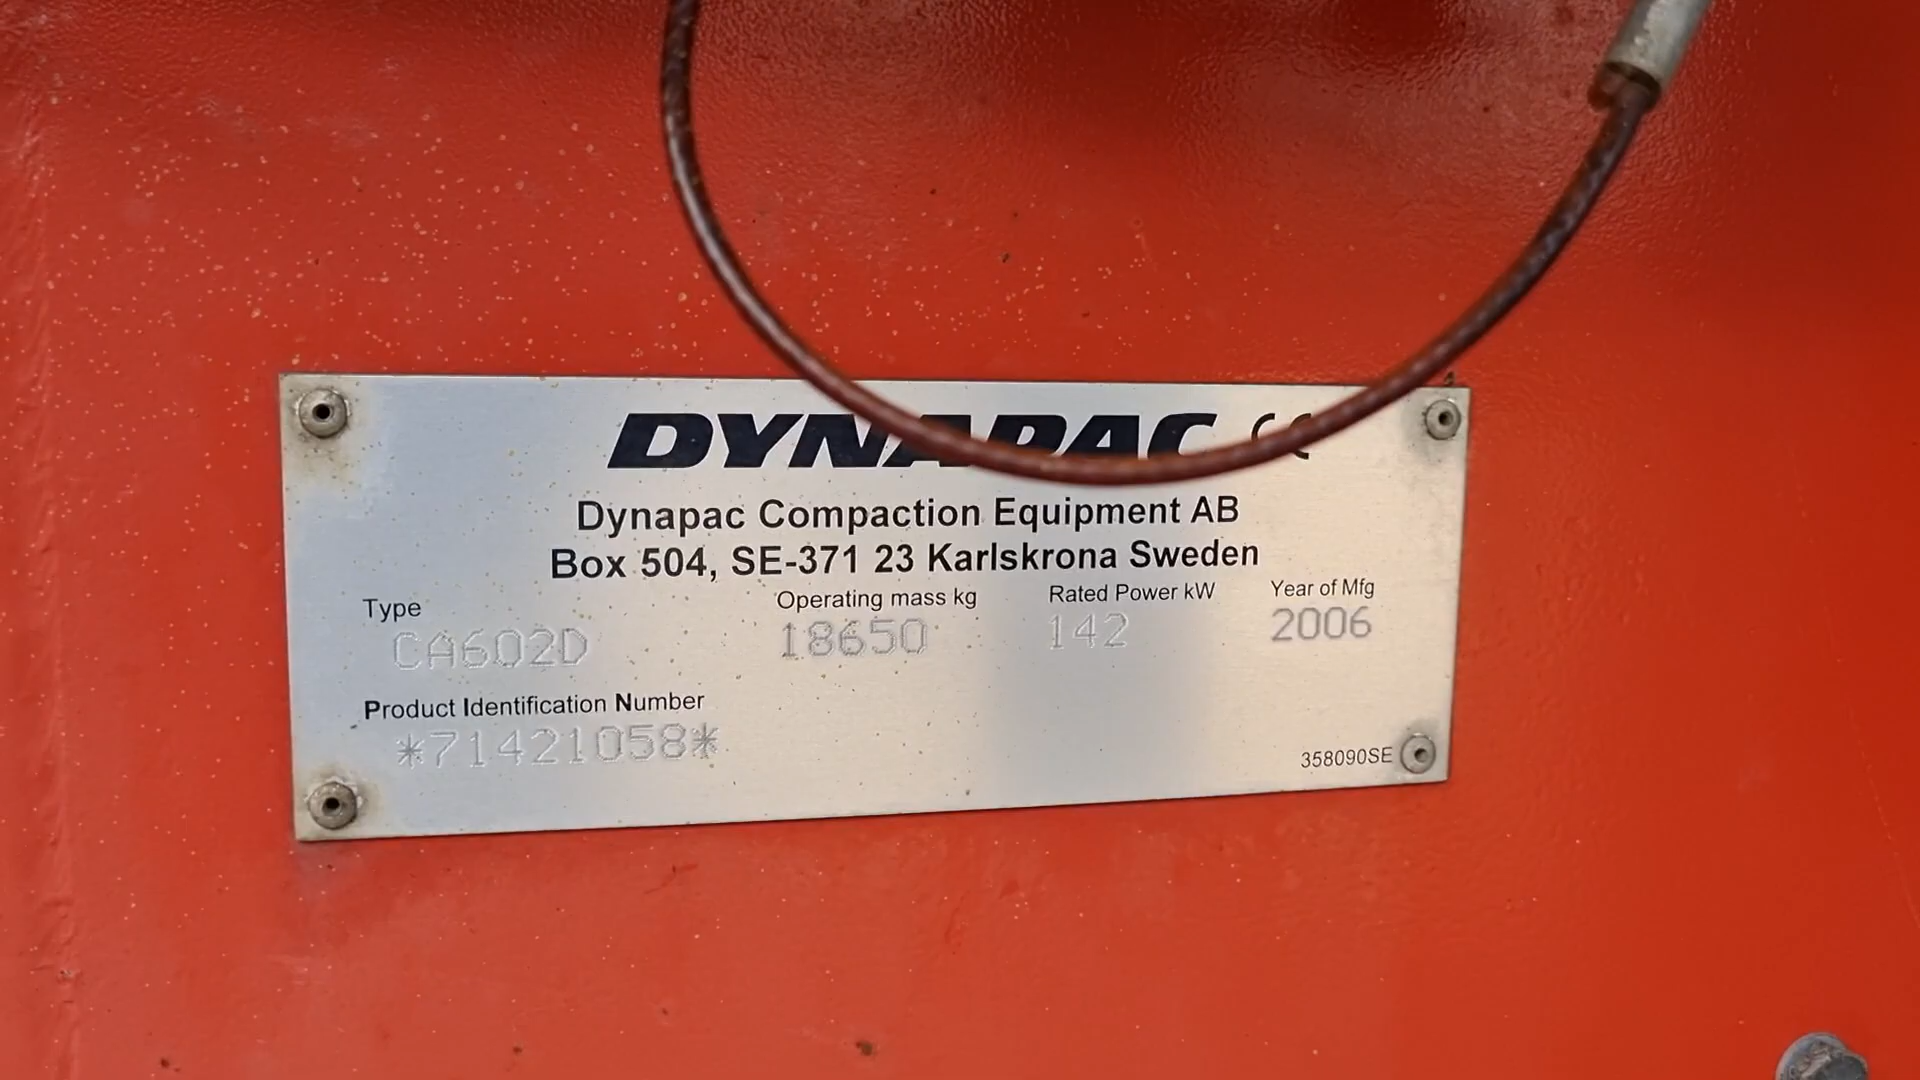 DYNAPAC CE
Dynapac Compaction Equipment AB
Box 504, SE-371 23 Karlskrona Sweden
Type Operating mass kg Rated Power kW Year of Mfg
CA602D 18650 142 2006
Product Identification Number
*71421058*
358090SE